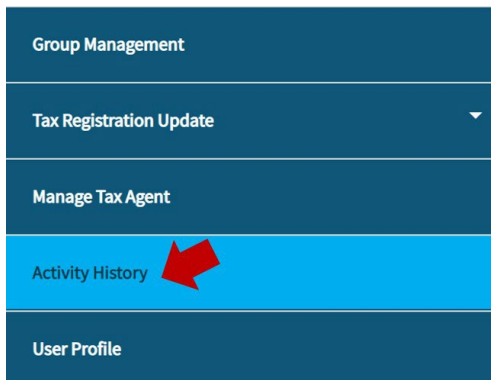 Group Management
Tax Registration Update
Manage Tax Agent
Activity History
User Profile